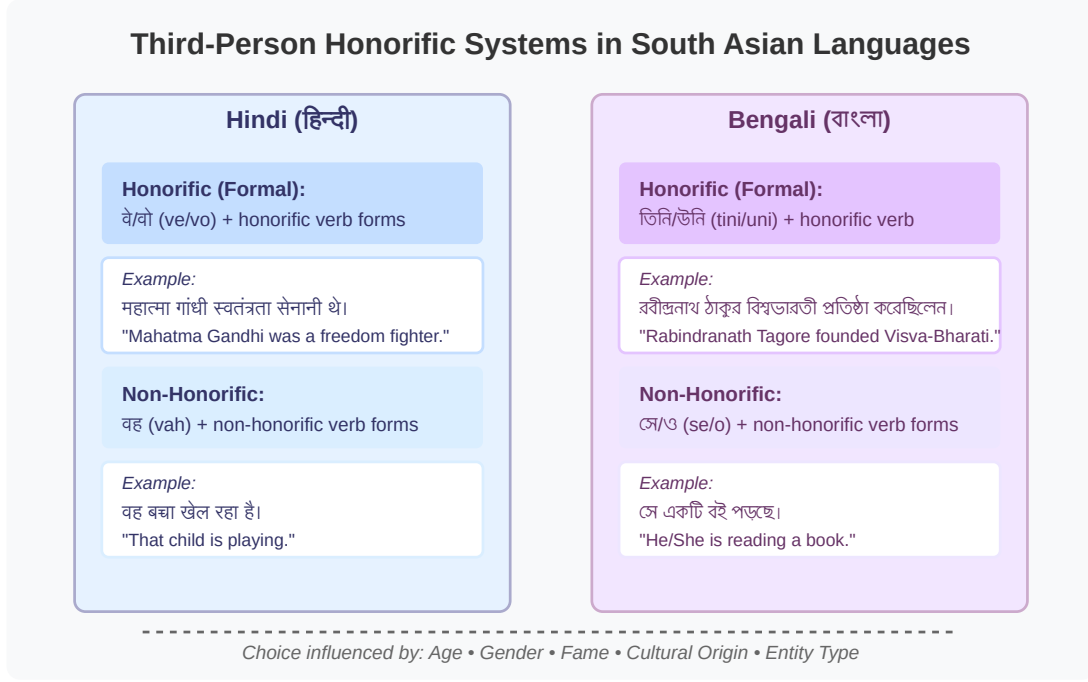 Third-Person Honorific Systems in South Asian Languages
Hindi (हिन्दी)
Honorific (Formal):
वे/वो (ve/vo) + honorific verb forms
Example:
महात्मा गांधी स्वतंत्रता सेनानी थे।
"Mahatma Gandhi was a freedom fighter."
Non-Honorific:
वह (vah) + non-honorific verb forms
Example:
वह बच्चा खेल रहा है।
"That child is playing."
Bengali (বাংলা)
Honorific (Formal):
তিনি/উনি (tini/uni) + honorific verb
Example:
রবীন্দ্রনাথ ঠাকুর বিশ্বভারতী প্রতিষ্ঠা করেছিলেন।
"Rabindranath Tagore founded Visva-Bharati."
Non-Honorific:
সে/ও (se/o) + non-honorific verb forms
Example:
সে একটি বই পড়ছে।
"He/She is reading a book."
Choice influenced by: Age • Gender • Fame • Cultural Origin • Entity Type